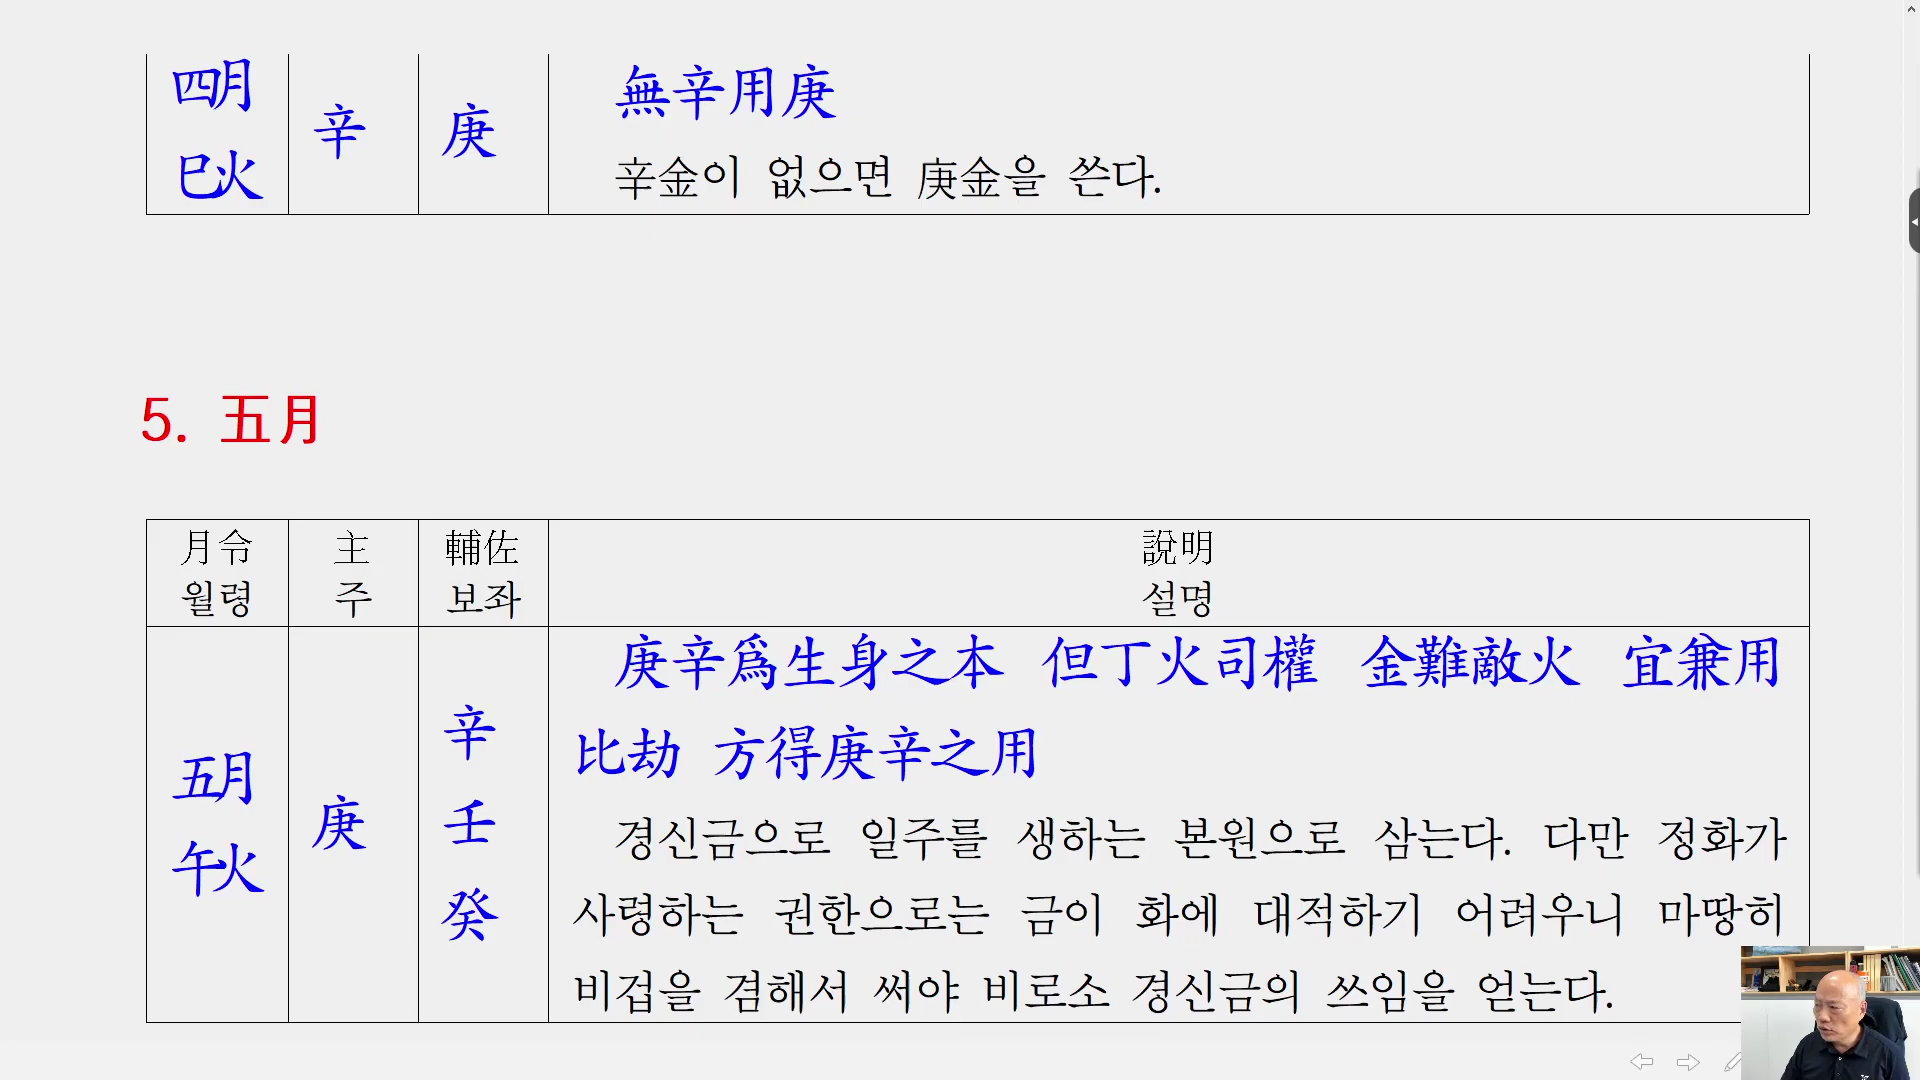 四月
巳火
辛
庚
無辛用庚
辛金이 없으면 庚金을 쓴다.
5. 五月
月令
월령
主
주
輔佐
보좌
說明
설명
五月
午火
庚
辛
壬
癸
庚辛爲生身之本 但丁火司權 金難敵火 宜兼用
比劫 方得庚辛之用
경신금으로 일주를 생하는 본원으로 삼는다. 다만 정화가
사령하는 권한으로는 금이 화에 대적하기 어려우니 마땅히
비겁을 겸해서 써야 비로소 경신금의 쓰임을 얻는다.